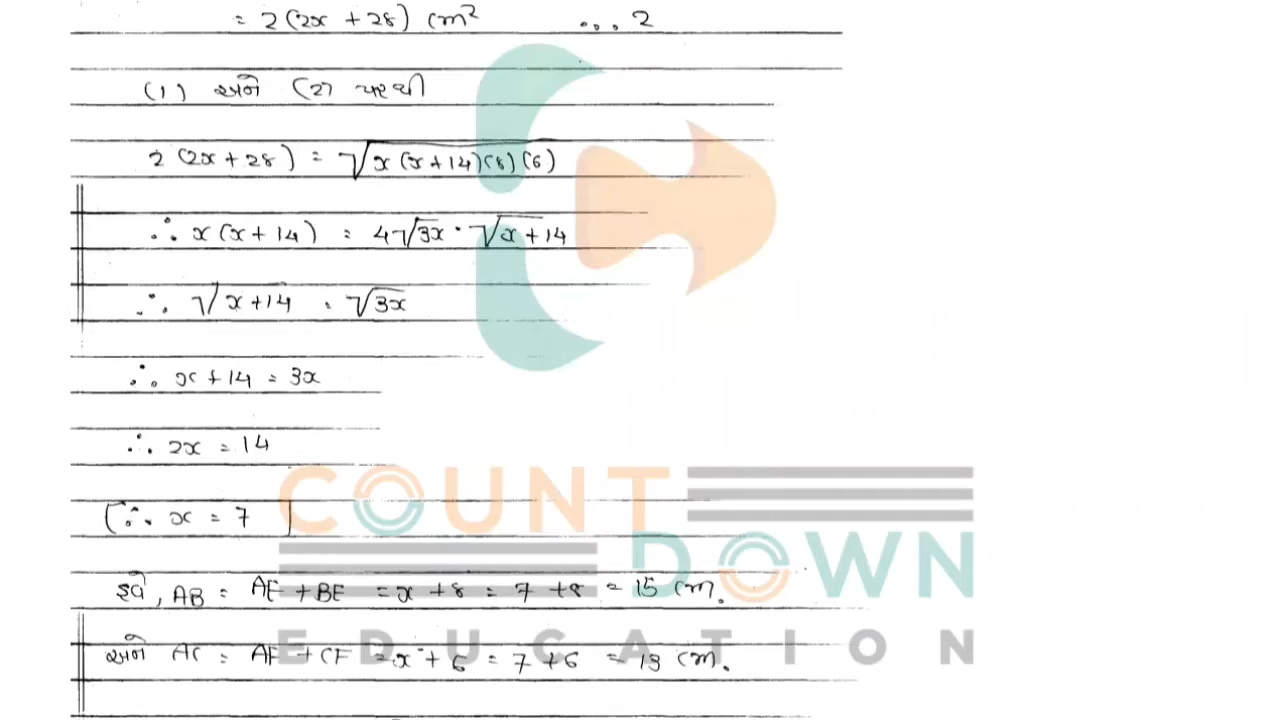 = 2 (2x + 28) cm² ... 2
(1) અને (2) પરથી
2 (2x + 28) = √x(x+14)(8)(6)
∴ x(x+14) = 4√3x · √x+14
∴ √x+14 = √3x
∴ x + 14 = 3x
∴ 2x = 14
∴ x = 7
COUNT
DOWN
હવે, AB = AE + BE = x + 8 = 7 + 8 = 15 cm.
EDUCATION
અને AC = AF + CF = x + 6 = 7 + 6 = 13 cm.